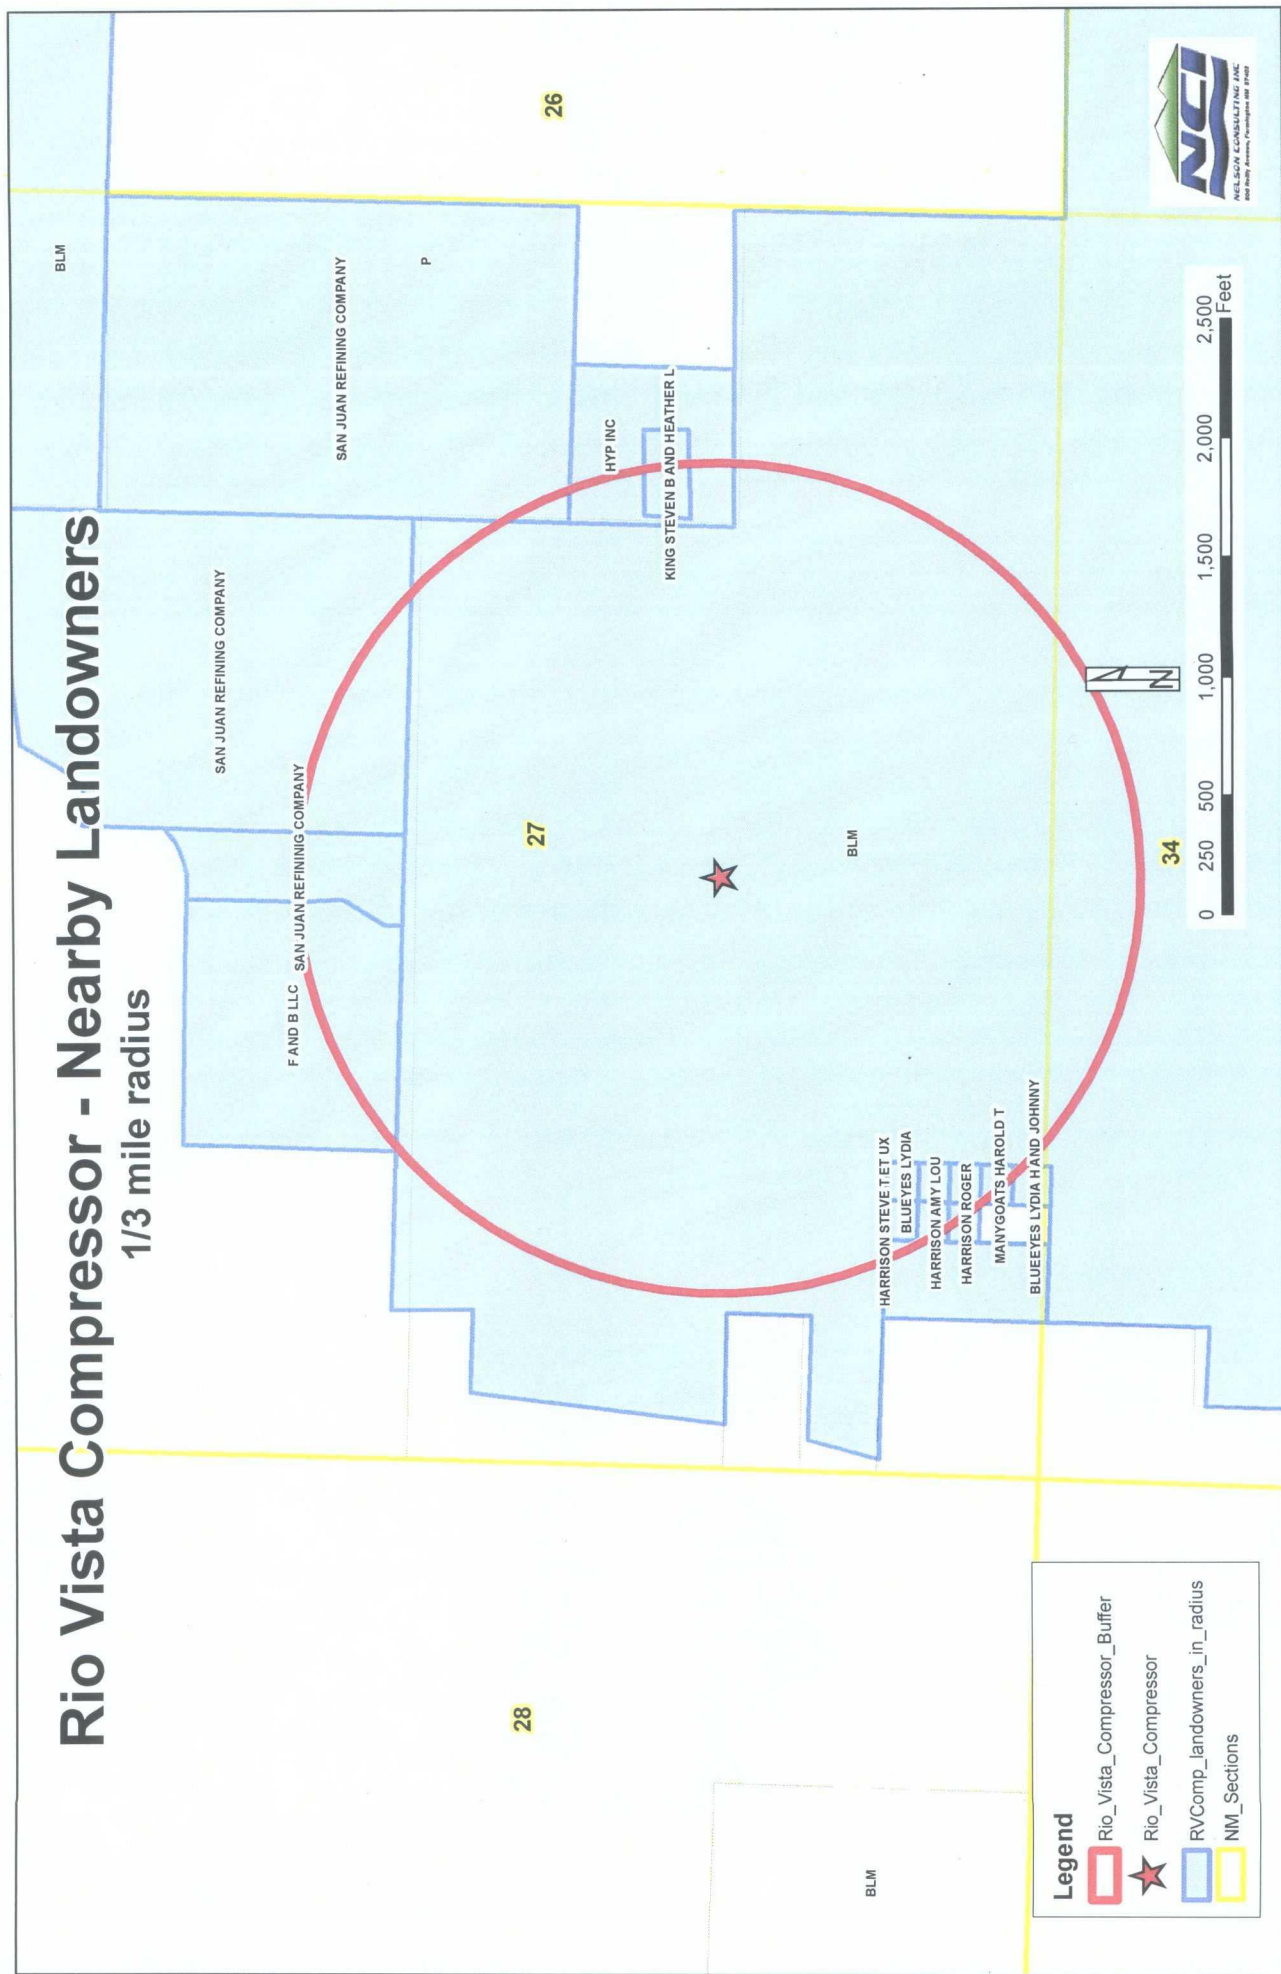 Rio Vista Compressor - Nearby Landowners
1/3 mile radius
BLM
SAN JUAN REFINING COMPANY
SAN JUAN REFINING COMPANY
P
F AND B LLC
SAN JUAN REFINING COMPANY
28
27
26
HYP INC
KING STEVEN B AND HEATHER L
BLM
BLM
HARRISON STEVE T ET UX
BLUEYES LYDIA
HARRISON AMY LOU
HARRISON ROGER
MANYGOATS HAROLD T
BLUEEYES LYDIA H AND JOHNNY
34
N
Legend
Rio_Vista_Compressor_Buffer
Rio_Vista_Compressor
RVComp_landowners_in_radius
NM_Sections
0 250 500 1,000 1,500 2,000 2,500
Feet
NCI
NELSON CONSULTING INC